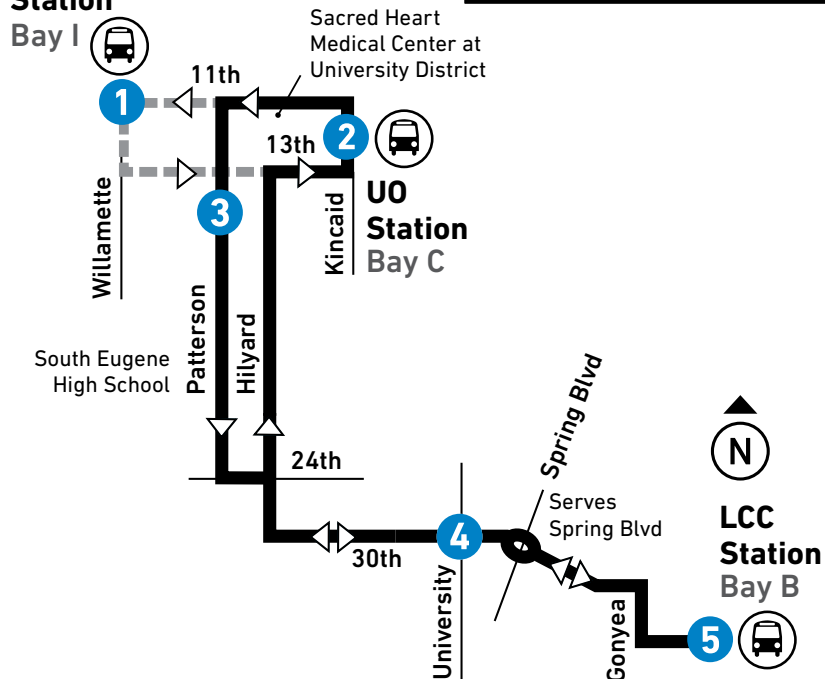 Station
Bay I
Sacred Heart
Medical Center at
University District
11th
1
2
13th
3
UO
Station
Bay C
Kincaid
Willamette
Patterson
Hilyard
South Eugene
High School
24th
Spring Blvd
N
Serves
Spring Blvd
LCC
Station
Bay B
4
30th
University
Gonyea
5